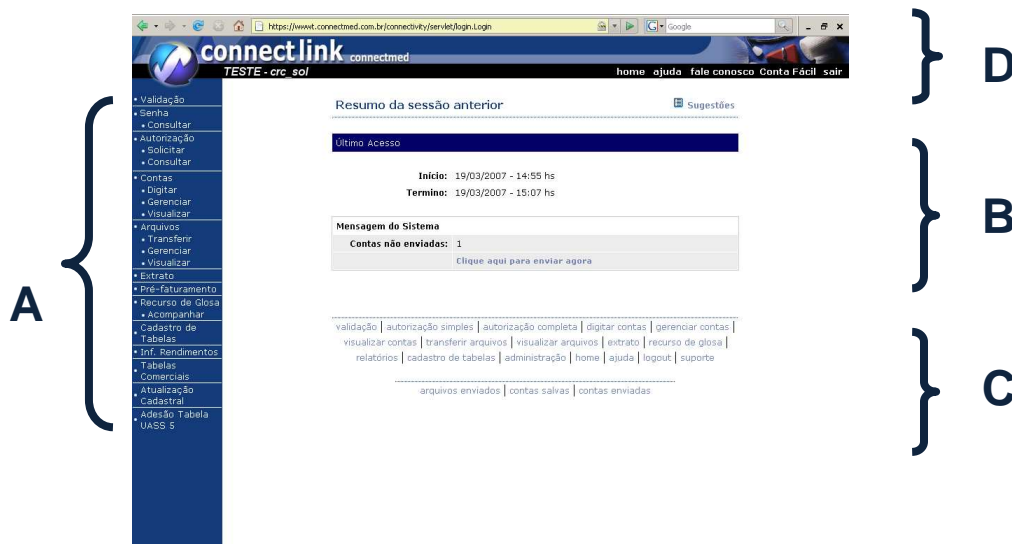 https://wwwt.connectmed.com.br/connectivity/servlet/login.Login
Google
connectlink connectmed
TESTE - crc_sol
home ajuda fale conosco Conta Fácil sair
D
A
• Validação
• Senha
• Consultar
• Autorização
• Solicitar
• Consultar
• Contas
• Digitar
• Gerenciar
• Visualizar
• Arquivos
• Transferir
• Gerenciar
• Visualizar
• Extrato
• Pré-faturamento
• Recurso de Glosa
• Acompanhar
• Cadastro de
Tabelas
• Inf. Rendimentos
• Tabelas
Comerciais
• Atualização
Cadastral
• Adesão Tabela
UASS 5
Resumo da sessão anterior
Sugestões
Último Acesso
Início: 19/03/2007 - 14:55 hs
Termino: 19/03/2007 - 15:07 hs
B
Mensagem do Sistema
Contas não enviadas: 1
Clique aqui para enviar agora
validação | autorização simples | autorização completa | digitar contas | gerenciar contas |
visualizar contas | transferir arquivos | visualizar arquivos | extrato | recurso de glosa |
relatórios | cadastro de tabelas | administração | home | ajuda | logout | suporte
arquivos enviados | contas salvas | contas enviadas
C